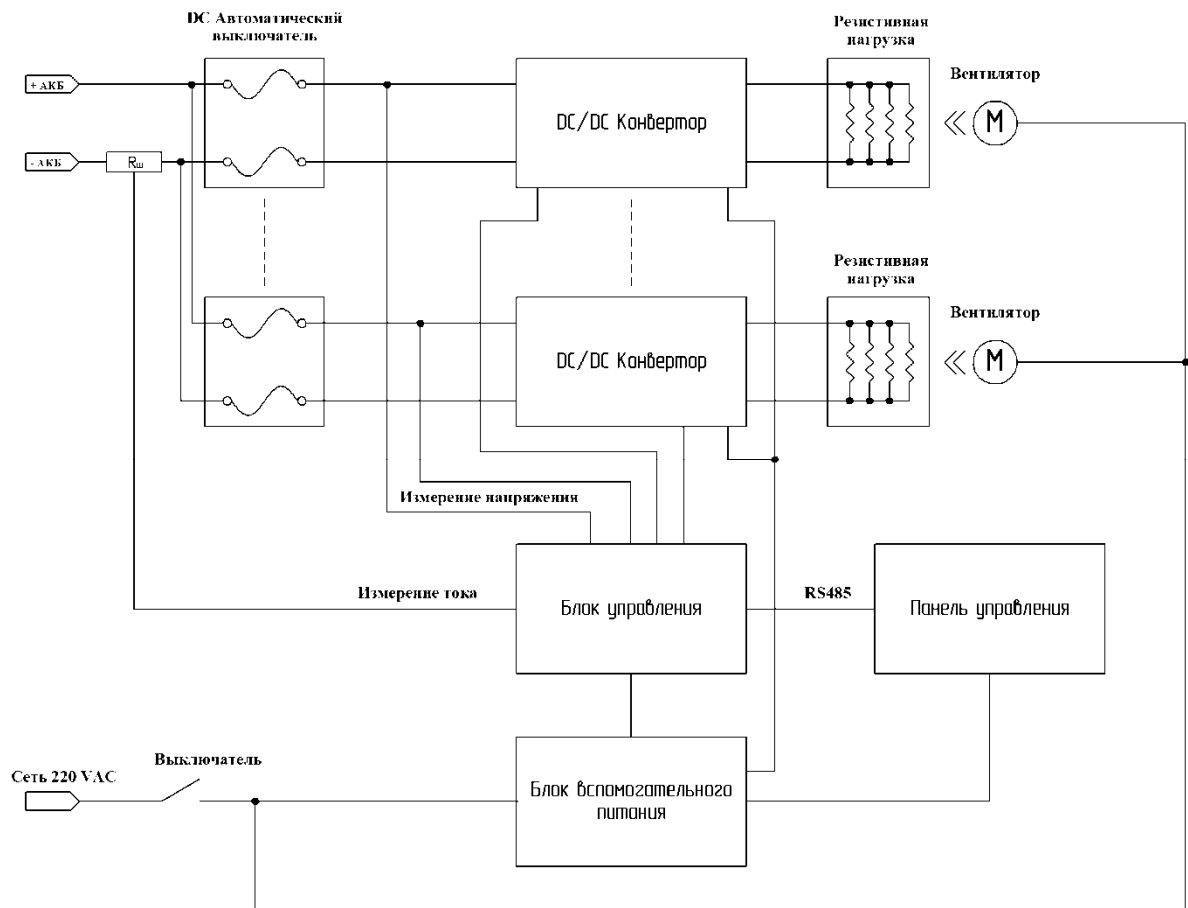 DC Автоматический
выключатель
Резистивная
нагрузка
Вентилятор
+ АКБ
DC/DC Конвертор
М
- АКБ
Rш
Резистивная
нагрузка
Вентилятор
DC/DC Конвертор
М
Измерение напряжения
Измерение тока
Блок управления
RS485
Панель управления
Выключатель
Сеть 220 VAC
Блок вспомогательного
питания